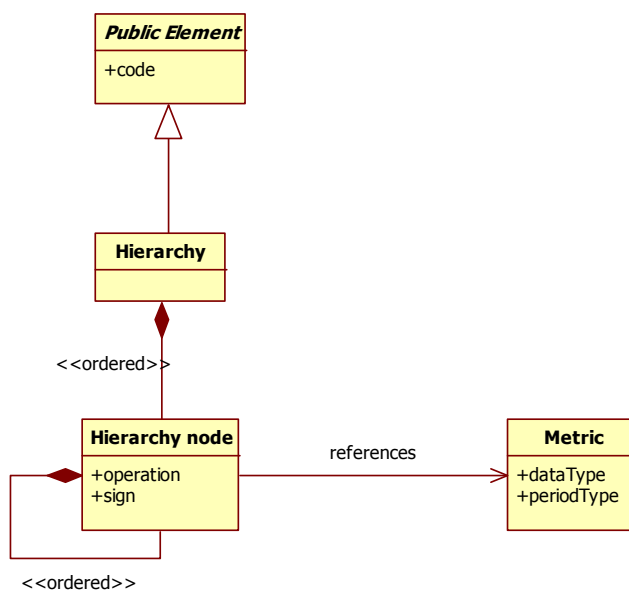 Public Element
+code
Hierarchy
<<ordered>>
Hierarchy node
+operation
+sign
references
Metric
+dataType
+periodType
<<ordered>>